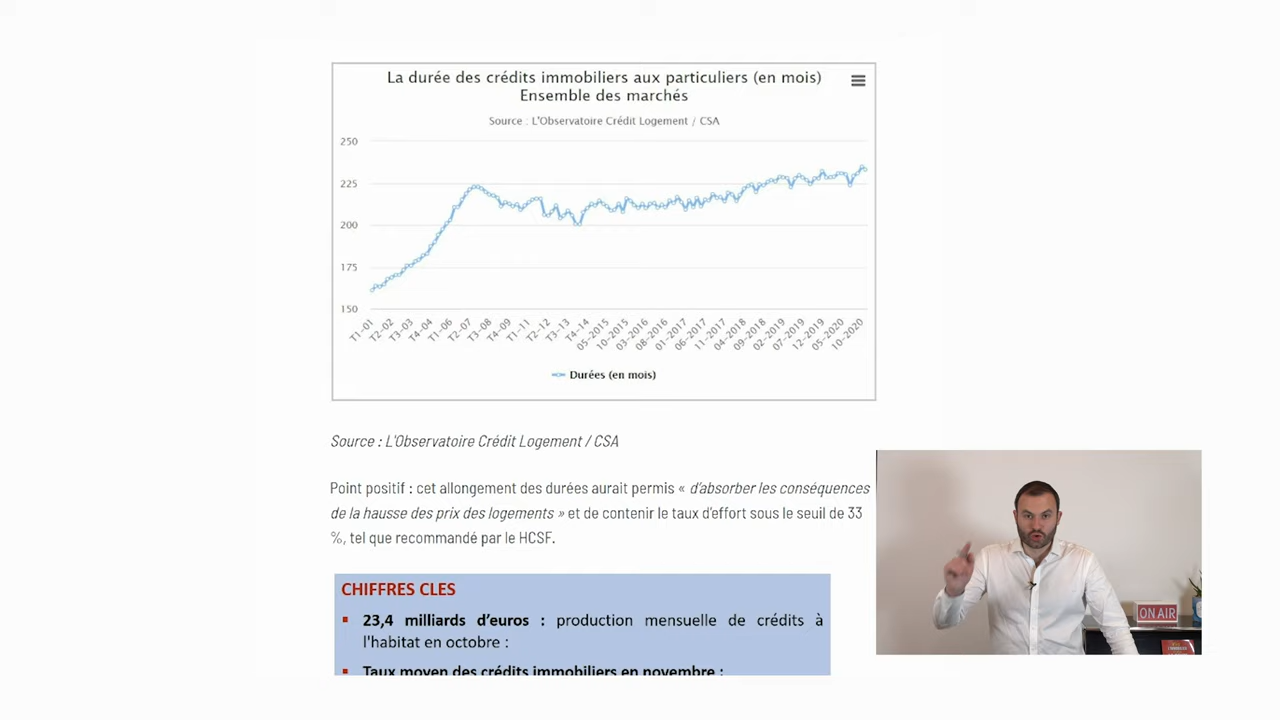 La durée des crédits immobiliers aux particuliers (en mois)
Ensemble des marchés
Source : L'Observatoire Crédit Logement / CSA
250
225
200
175
150
T1-01
T2-02
T3-03
T4-04
T1-06
T2-07
T3-08
T4-09
T1-11
T2-12
T3-13
T4-14
05-2015
10-2015
03-2016
08-2016
01-2017
06-2017
11-2017
04-2018
09-2018
02-2019
07-2019
12-2019
05-2020
10-2020
Durées (en mois)
Source : L'Observatoire Crédit Logement / CSA
Point positif : cet allongement des durées aurait permis « d'absorber les conséquences
de la hausse des prix des logements » et de contenir le taux d'effort sous le seuil de 33
%, tel que recommandé par le HCSF.
CHIFFRES CLES
23,4 milliards d'euros : production mensuelle de crédits à
l'habitat en octobre :
Taux moyen des crédits immobiliers en novembre :
ON AIR